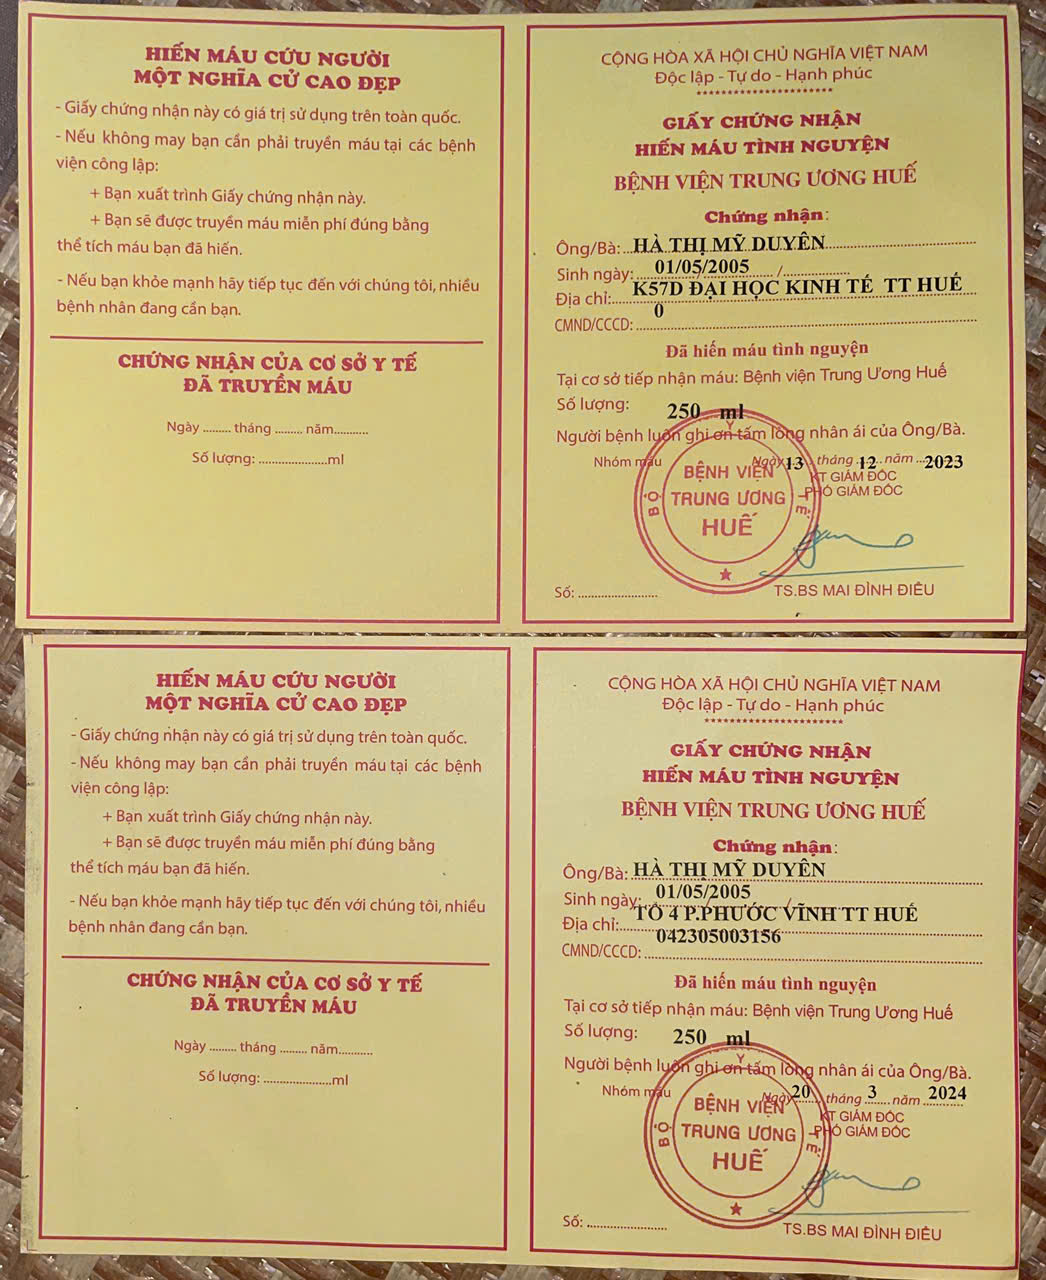 HIẾN MÁU CỨU NGƯỜI
MỘT NGHĨA CỬ CAO ĐẸP
- Giấy chứng nhận này có giá trị sử dụng trên toàn quốc.
- Nếu không may bạn cần phải truyền máu tại các bệnh
viện công lập:
+ Bạn xuất trình Giấy chứng nhận này.
+ Bạn sẽ được truyền máu miễn phí đúng bằng
thể tích máu bạn đã hiến.
- Nếu bạn khỏe mạnh hãy tiếp tục đến với chúng tôi, nhiều
bệnh nhân đang cần bạn.
CHỨNG NHẬN CỦA CƠ SỞ Y TẾ
ĐÃ TRUYỀN MÁU
Ngày ......... tháng ......... năm...........
Số lượng: .....................ml
CỘNG HÒA XÃ HỘI CHỦ NGHĨA VIỆT NAM
Độc lập - Tự do - Hạnh phúc
**********************
GIẤY CHỨNG NHẬN
HIẾN MÁU TÌNH NGUYỆN
BỆNH VIỆN TRUNG ƯƠNG HUẾ
Chứng nhận:
Ông/Bà: HÀ THỊ MỸ DUYÊN
Sinh ngày: 01/05/2005
Địa chỉ: K57D ĐẠI HỌC KINH TẾ TT HUẾ
CMND/CCCD: 0
Đã hiến máu tình nguyện
Tại cơ sở tiếp nhận máu: Bệnh viện Trung Ương Huế
Số lượng: 250 ml
Người bệnh luôn ghi ơn tấm lòng nhân ái của Ông/Bà.
Nhóm máu Ngày 13 tháng 12 năm 2023
KT GIÁM ĐỐC
PHÓ GIÁM ĐỐC
BỘ Y TẾ
BỆNH VIỆN
TRUNG ƯƠNG
HUẾ
Số: ........................
TS.BS MAI ĐÌNH ĐIỂU
HIẾN MÁU CỨU NGƯỜI
MỘT NGHĨA CỬ CAO ĐẸP
- Giấy chứng nhận này có giá trị sử dụng trên toàn quốc.
- Nếu không may bạn cần phải truyền máu tại các bệnh
viện công lập:
+ Bạn xuất trình Giấy chứng nhận này.
+ Bạn sẽ được truyền máu miễn phí đúng bằng
thể tích máu bạn đã hiến.
- Nếu bạn khỏe mạnh hãy tiếp tục đến với chúng tôi, nhiều
bệnh nhân đang cần bạn.
CHỨNG NHẬN CỦA CƠ SỞ Y TẾ
ĐÃ TRUYỀN MÁU
Ngày ......... tháng ......... năm...........
Số lượng: .....................ml
CỘNG HÒA XÃ HỘI CHỦ NGHĨA VIỆT NAM
Độc lập - Tự do - Hạnh phúc
**********************
GIẤY CHỨNG NHẬN
HIẾN MÁU TÌNH NGUYỆN
BỆNH VIỆN TRUNG ƯƠNG HUẾ
Chứng nhận:
Ông/Bà: HÀ THỊ MỸ DUYÊN
Sinh ngày: 01/05/2005
Địa chỉ: TỔ 4 P.PHƯỚC VĨNH TT HUẾ
CMND/CCCD: 042305003156
Đã hiến máu tình nguyện
Tại cơ sở tiếp nhận máu: Bệnh viện Trung Ương Huế
Số lượng: 250 ml
Người bệnh luôn ghi ơn tấm lòng nhân ái của Ông/Bà.
Nhóm máu Ngày 20 tháng 3 năm 2024
KT GIÁM ĐỐC
PHÓ GIÁM ĐỐC
BỘ Y TẾ
BỆNH VIỆN
TRUNG ƯƠNG
HUẾ
Số: ........................
TS.BS MAI ĐÌNH ĐIỂU